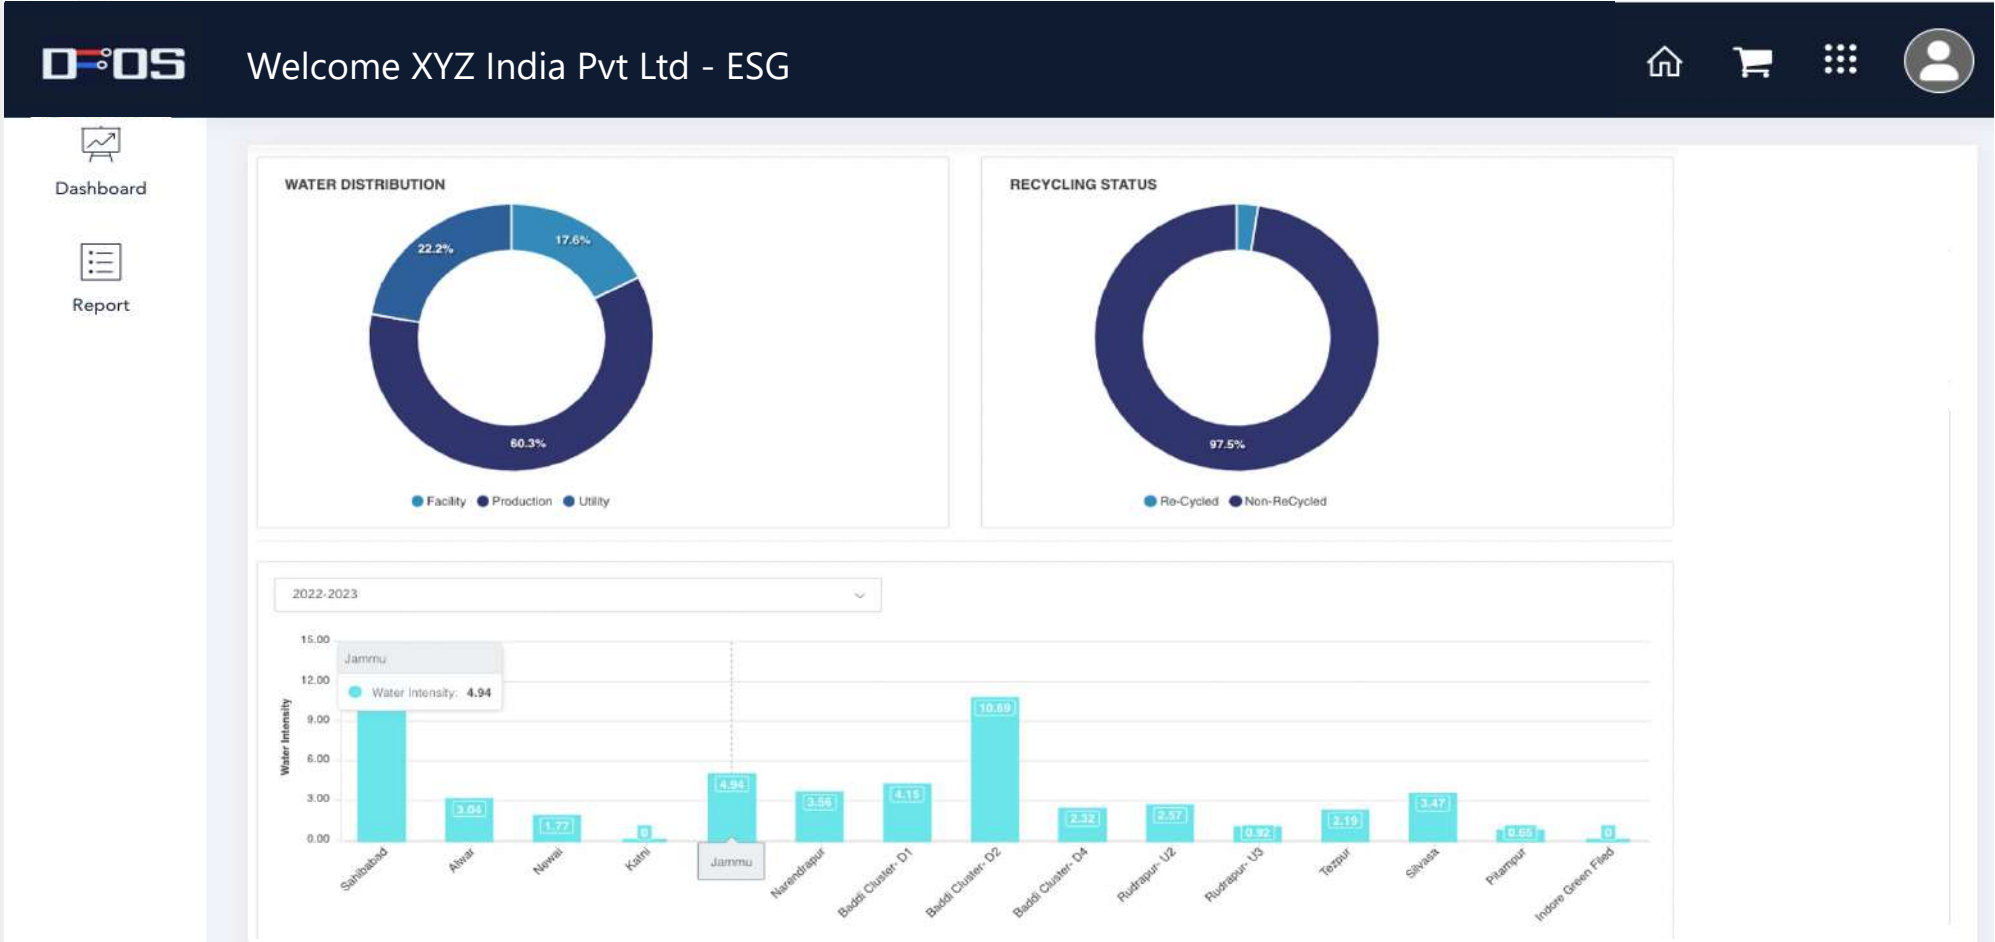 DFOS
Welcome XYZ India Pvt Ltd - ESG
Dashboard
Report
WATER DISTRIBUTION
22.2%
17.6%
60.3%
Facility Production Utility
RECYCLING STATUS
97.5%
Re-Cycled Non-ReCycled
2022-2023
Water Intensity
15.00
12.00
9.00
6.00
3.00
0.00
Jammu
Water Intensity: 4.94
3.04
1.77
0
4.94
3.56
4.15
10.69
2.32
2.57
0.92
2.19
3.47
0.65
0
Sahibabad
Alwar
Newai
Katni
Jammu
Narendrapur
Baddi Cluster- D1
Baddi Cluster- D2
Baddi Cluster- D4
Rudrapur- U2
Rudrapur- U3
Tezpur
Silvasa
Pitampur
Indore Green Filed